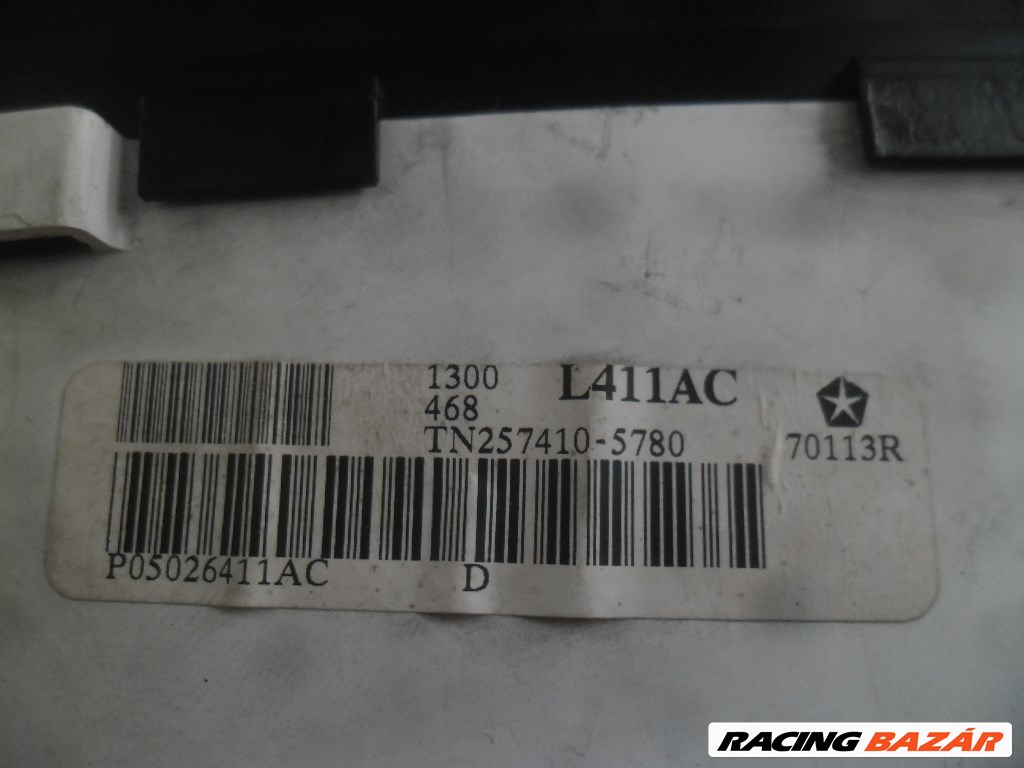 1300 L411AC
468
TN257410-5780
70113R
P05026411AC D
RACING BAZÁR